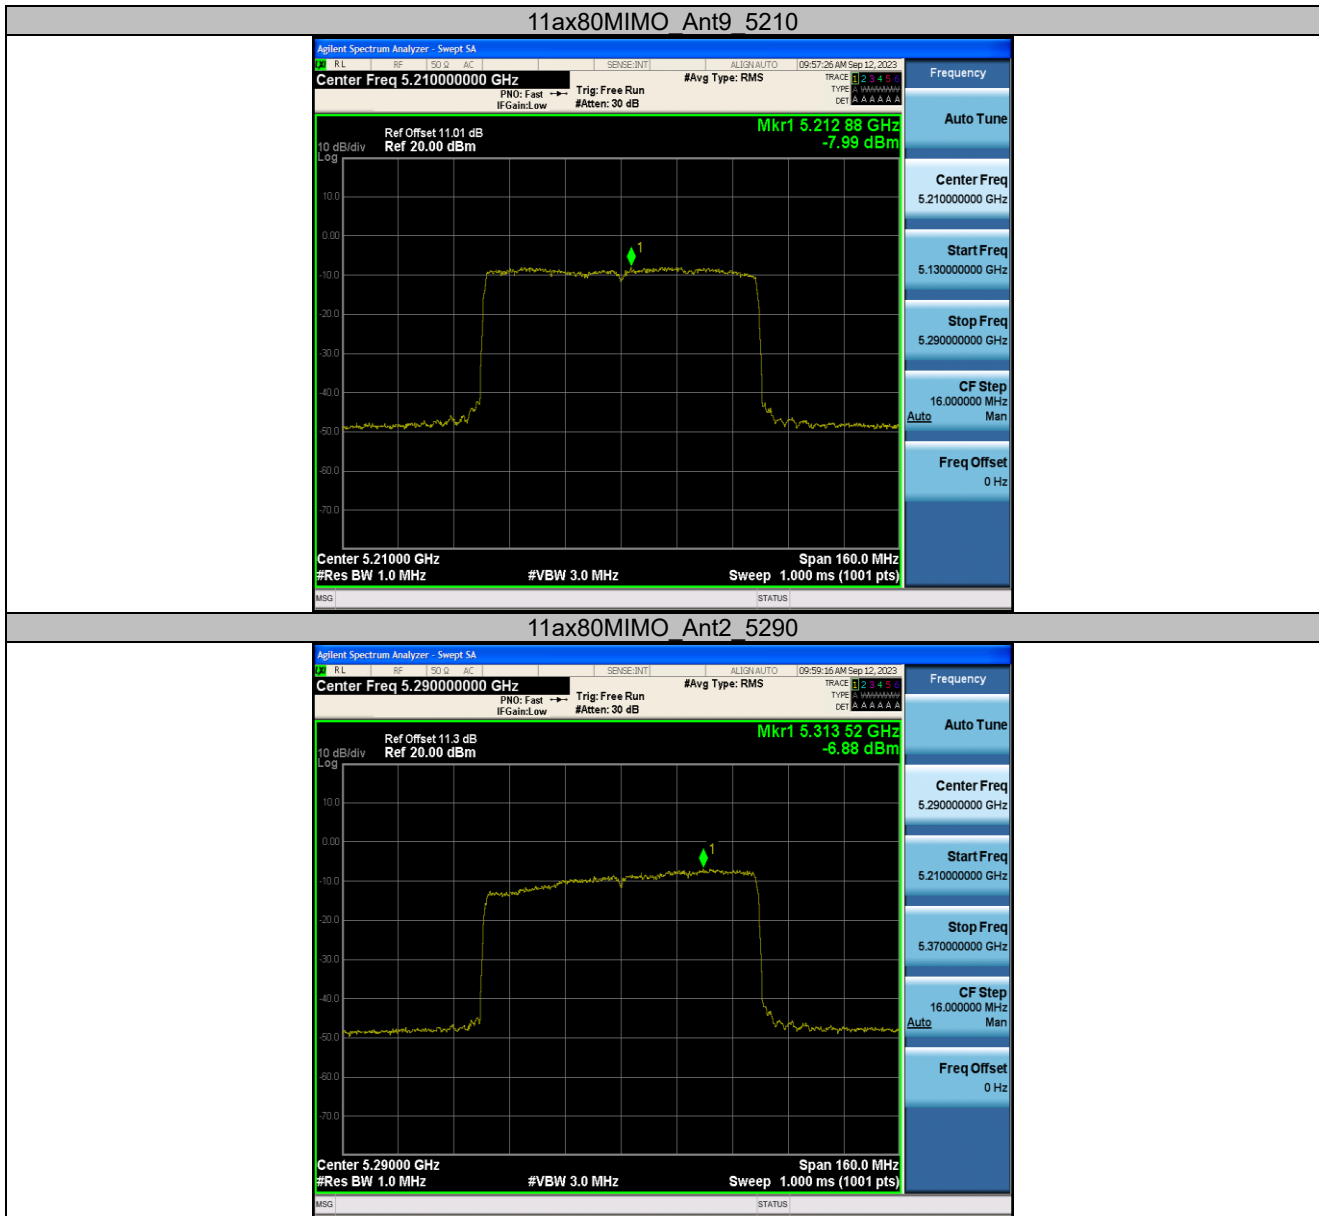 11ax80MIMO_Ant9_5210
Agilent Spectrum Analyzer - Swept SA
RL RF 50 Ω AC SENSE:INT ALIGN AUTO 09:57:26 AM Sep 12, 2023
Center Freq 5.210000000 GHz
#Avg Type: RMS
TRACE 1 2 3 4 5 6
PNO: Fast
Trig: Free Run
TYPE
IFGain:Low
#Atten: 30 dB
DET A A A A A A
Frequency
Auto Tune
Mkr1 5.212 88 GHz
-7.99 dBm
Ref Offset 11.01 dB
10 dB/div Ref 20.00 dBm
Log
10.0
0.00
-10.0
-20.0
-30.0
-40.0
-50.0
-60.0
-70.0
1
Center Freq
5.210000000 GHz
Start Freq
5.130000000 GHz
Stop Freq
5.290000000 GHz
CF Step
16.000000 MHz
Auto Man
Freq Offset
0 Hz
Center 5.21000 GHz Span 160.0 MHz
#Res BW 1.0 MHz #VBW 3.0 MHz Sweep 1.000 ms (1001 pts)
MSG STATUS
11ax80MIMO_Ant2_5290
Agilent Spectrum Analyzer - Swept SA
RL RF 50 Ω AC SENSE:INT ALIGN AUTO 09:59:16 AM Sep 12, 2023
Center Freq 5.290000000 GHz
#Avg Type: RMS
TRACE 1 2 3 4 5 6
PNO: Fast
Trig: Free Run
TYPE
IFGain:Low
#Atten: 30 dB
DET A A A A A A
Frequency
Auto Tune
Mkr1 5.313 52 GHz
-6.88 dBm
Ref Offset 11.3 dB
10 dB/div Ref 20.00 dBm
Log
10.0
0.00
-10.0
-20.0
-30.0
-40.0
-50.0
-60.0
-70.0
1
Center Freq
5.290000000 GHz
Start Freq
5.210000000 GHz
Stop Freq
5.370000000 GHz
CF Step
16.000000 MHz
Auto Man
Freq Offset
0 Hz
Center 5.29000 GHz Span 160.0 MHz
#Res BW 1.0 MHz #VBW 3.0 MHz Sweep 1.000 ms (1001 pts)
MSG STATUS